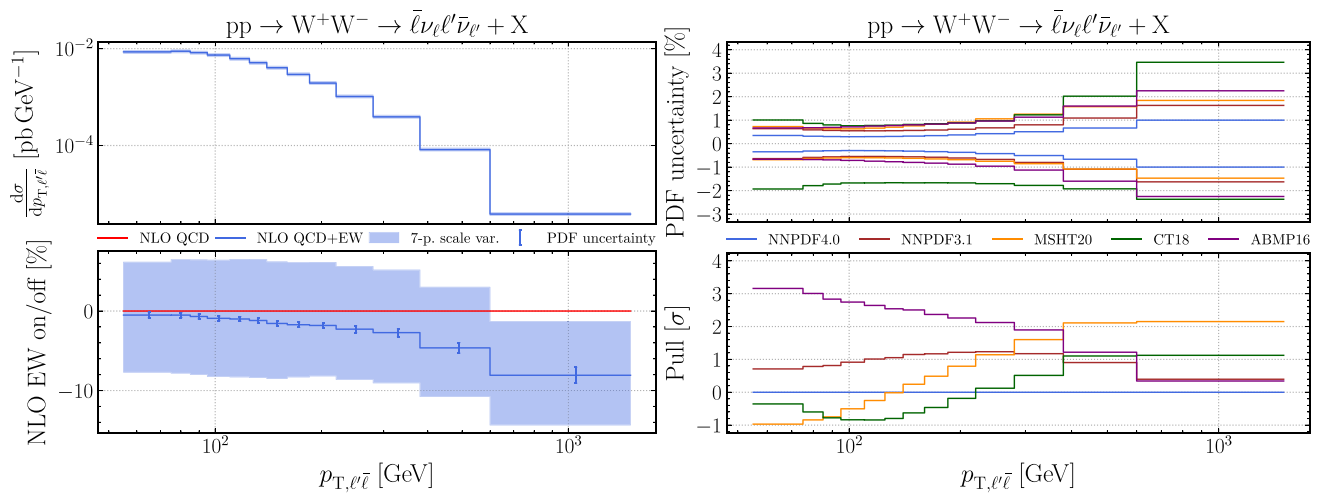 pp → W⁺W⁻ → ℓ̄νℓℓ′ν̄ℓ′ + X
10⁻²
10⁻⁴
dσ/dp_T,ℓ′ℓ̄ [pb GeV⁻¹]
NLO QCD NLO QCD+EW 7-p. scale var. PDF uncertainty
0
−10
NLO EW on/off [%]
10² 10³
p_T,ℓ′ℓ̄ [GeV]
pp → W⁺W⁻ → ℓ̄νℓℓ′ν̄ℓ′ + X
4
3
2
1
0
−1
−2
−3
PDF uncertainty [%]
NNPDF4.0 NNPDF3.1 MSHT20 CT18 ABMP16
4
3
2
1
0
−1
Pull [σ]
10² 10³
p_T,ℓ′ℓ̄ [GeV]